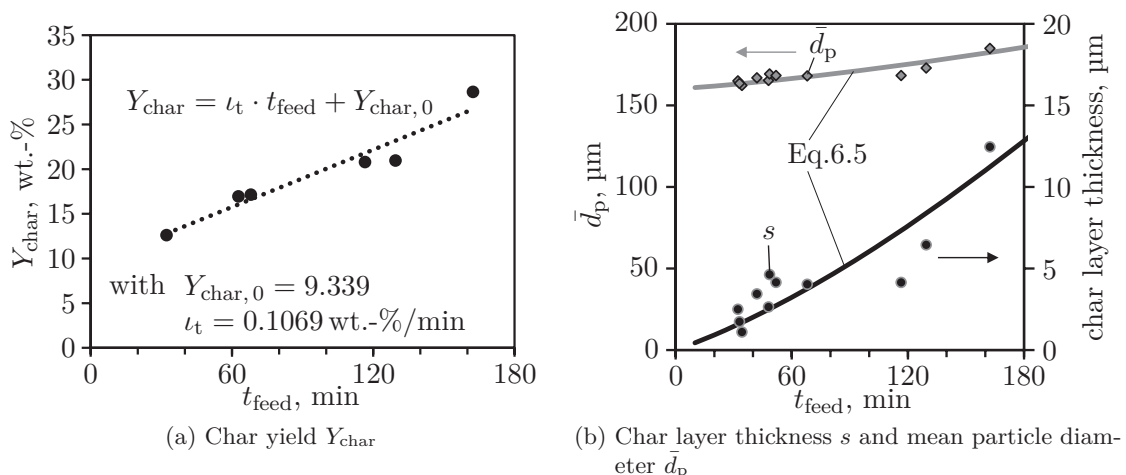 35
30
25
20
15
10
5
0
Y_char, wt.-%
Y_char = ι_t · t_feed + Y_char, 0
with Y_char, 0 = 9.339
ι_t = 0.1069 wt.-%/min
0 60 120 180
t_feed, min
(a) Char yield Y_char
200
150
100
50
0
d̄_p, µm
d̄_p
Eq.6.5
s
20
15
10
5
0
char layer thickness, µm
0 60 120 180
t_feed, min
(b) Char layer thickness s and mean particle diam-
eter d̄_p